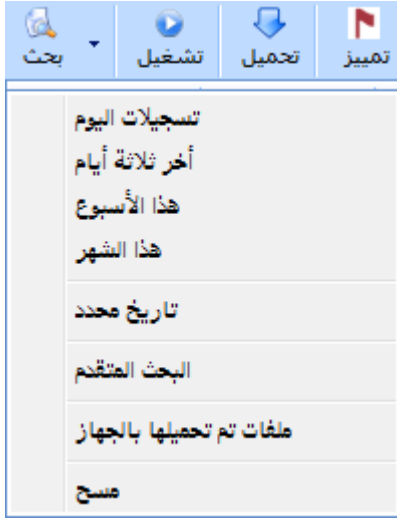 بحث تشغيل تحميل تمييز
تسجيلات اليوم
أخر ثلاثة أيام
هذا الأسبوع
هذا الشهر
تاريخ محدد
البحث المتقدم
ملفات تم تحميلها بالجهاز
مسح